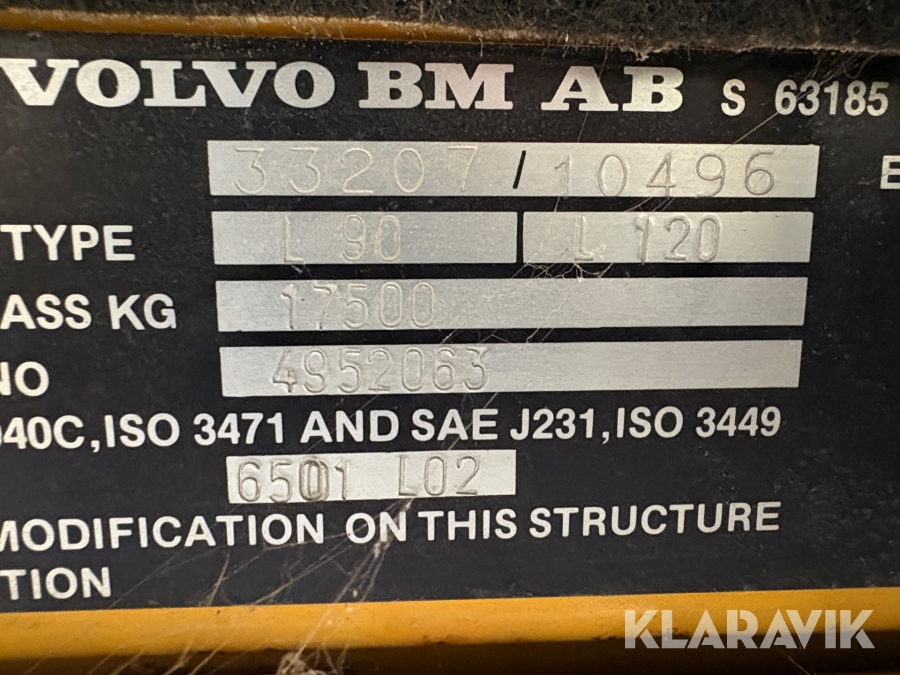 VOLVO BM AB S 63185
33207/10496 E
TYPE L 90 L 120
ASS KG 17500
NO 4952063
040C, ISO 3471 AND SAE J231, ISO 3449
6501 L02
MODIFICATION ON THIS STRUCTURE
TION
KLARAVIK